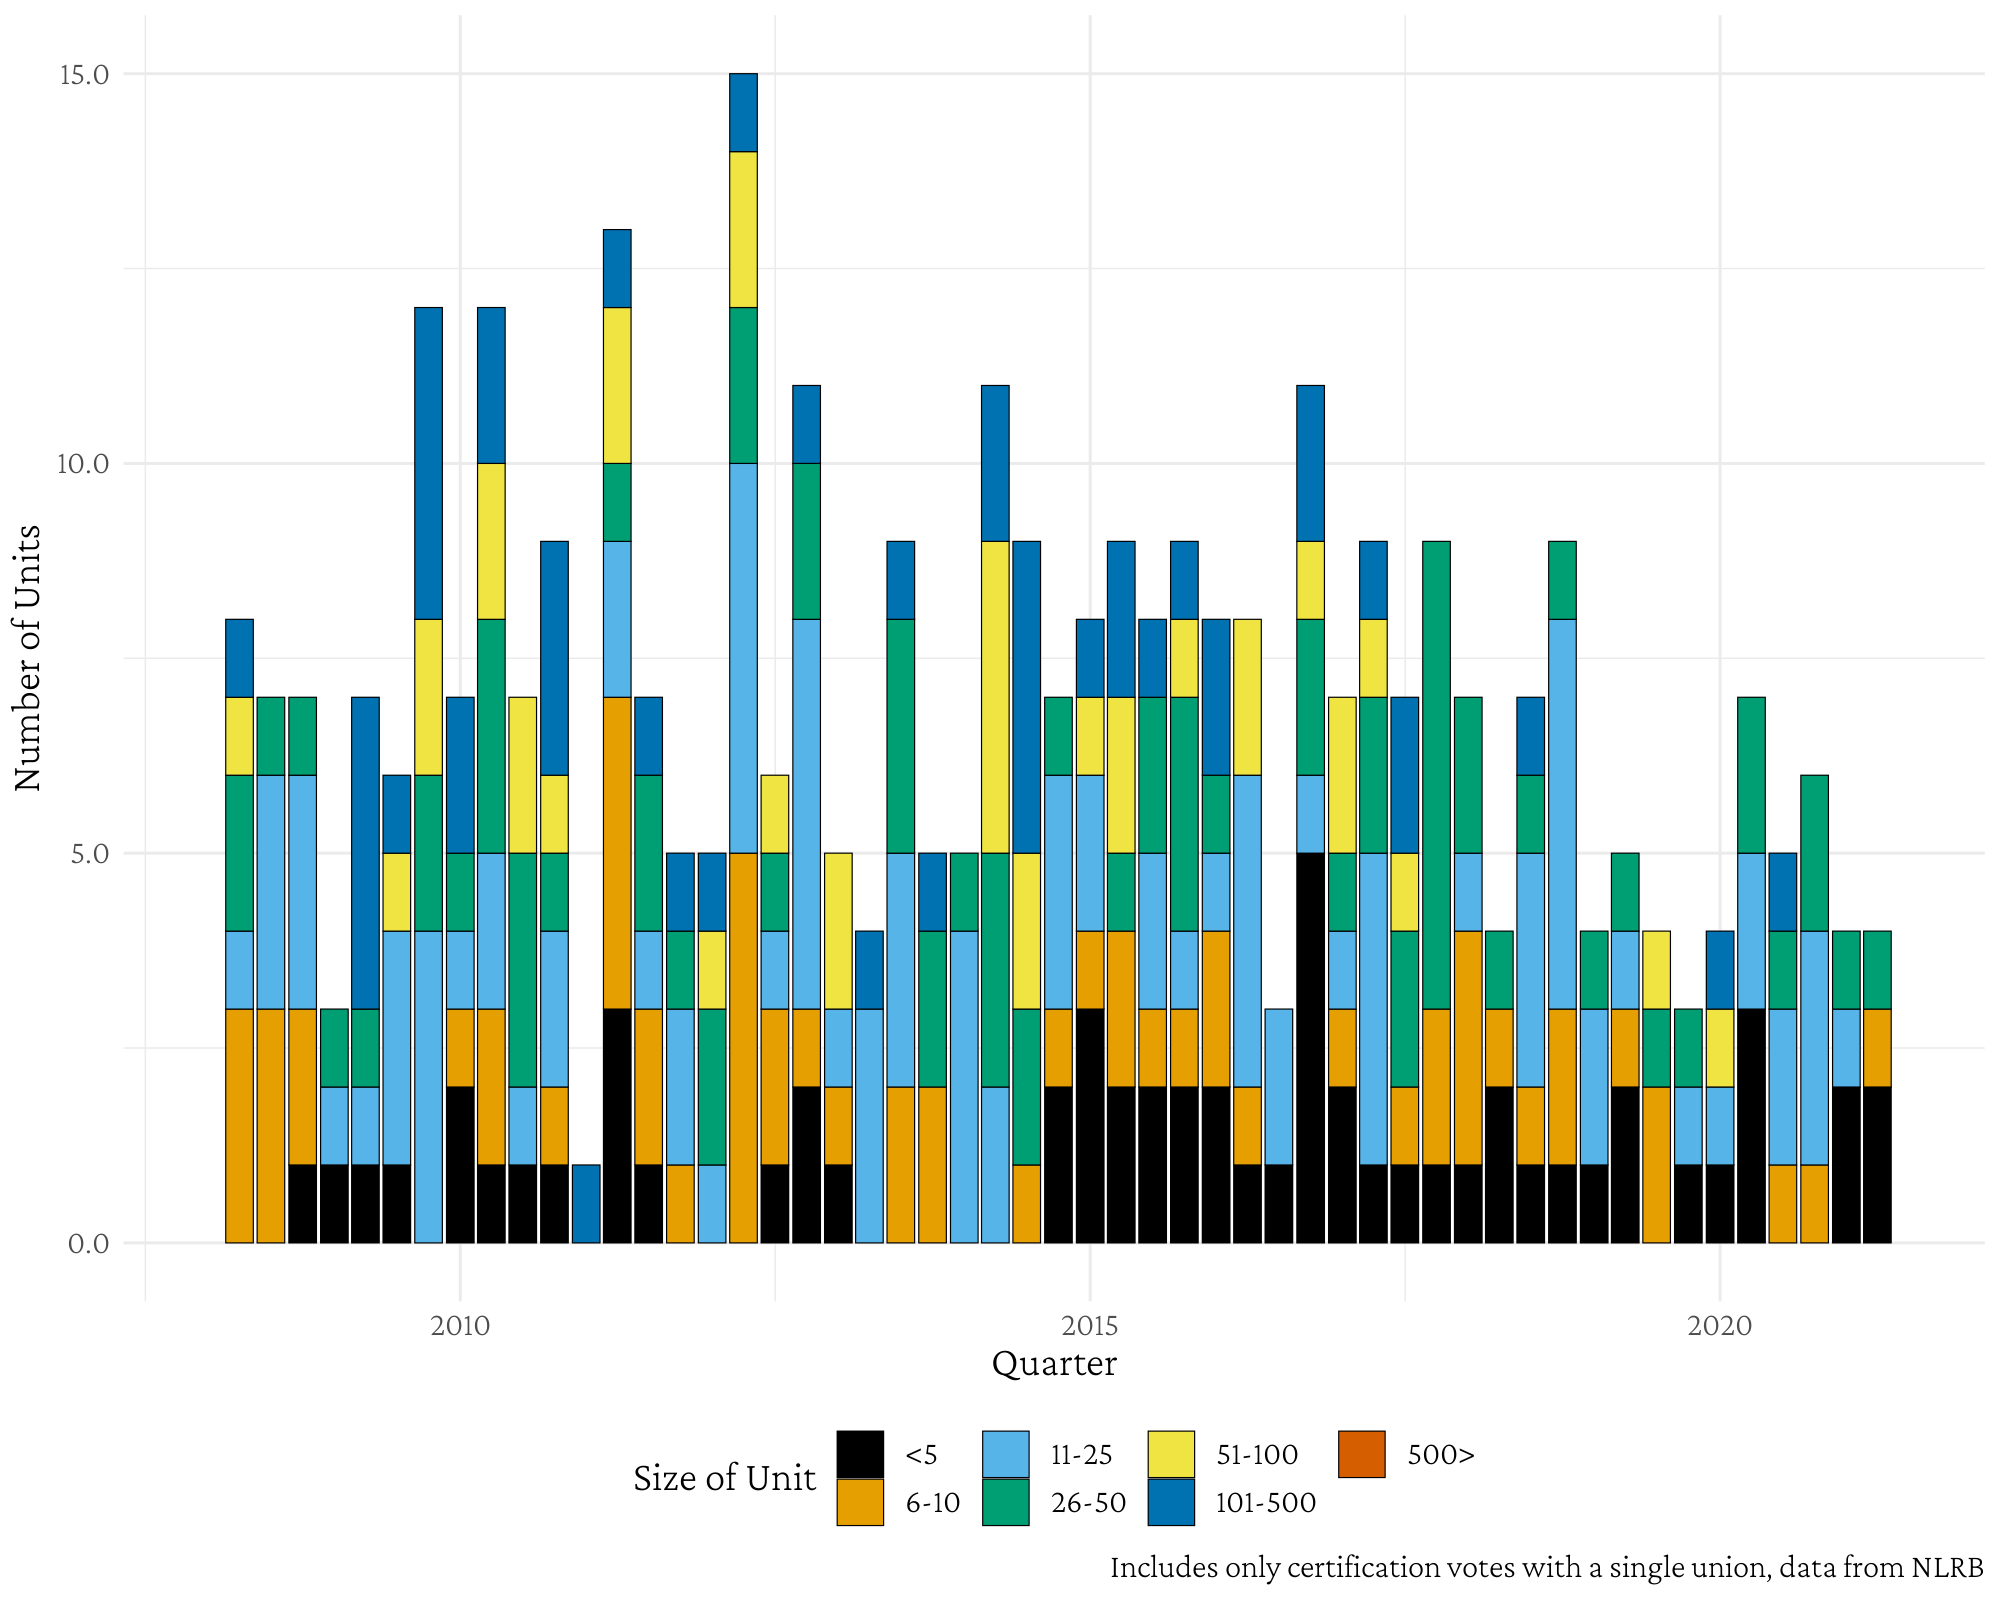 15.0
10.0
5.0
0.0
Number of Units
2010 2015 2020
Quarter
Size of Unit
<5 11-25 51-100 500>
6-10 26-50 101-500
Includes only certification votes with a single union, data from NLRB